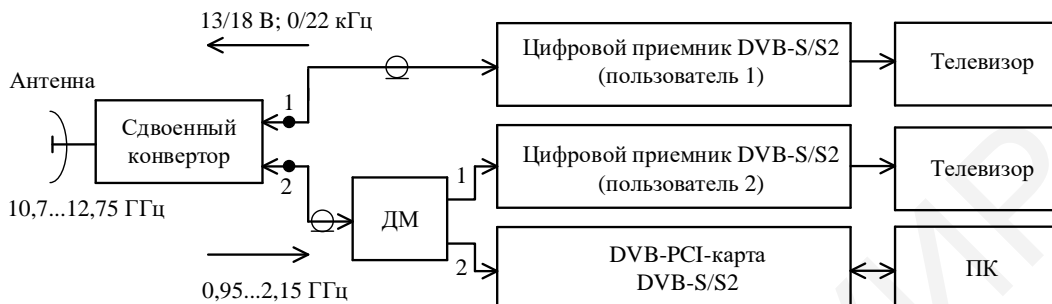 13/18 В; 0/22 кГц
Антенна
Сдвоенный
конвертор
1
2
10,7...12,75 ГГц
0,95...2,15 ГГц
ДМ
1
2
Цифровой приемник DVB-S/S2
(пользователь 1)
Телевизор
Цифровой приемник DVB-S/S2
(пользователь 2)
Телевизор
DVB-PCI-карта
DVB-S/S2
ПК
ИР